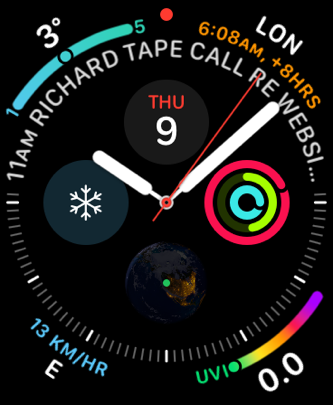 3°
1 5
LON
6:08AM, +8HRS
11AM RICHARD TAPE CALL RE WEBSI...
THU
9
13 KM/HR
E
UVI
0.0